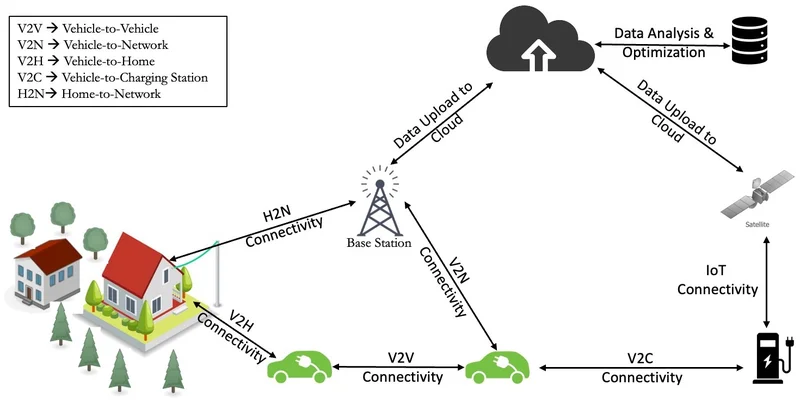 V2V → Vehicle-to-Vehicle
V2N → Vehicle-to-Network
V2H → Vehicle-to-Home
V2C → Vehicle-to-Charging Station
H2N→ Home-to-Network
Data Analysis &
Optimization
Data Upload to
Cloud
Data Upload to
Cloud
Satellite
H2N
Connectivity
Base Station
V2N
Connectivity
IoT
Connectivity
V2H
Connectivity
V2V
Connectivity
V2C
Connectivity